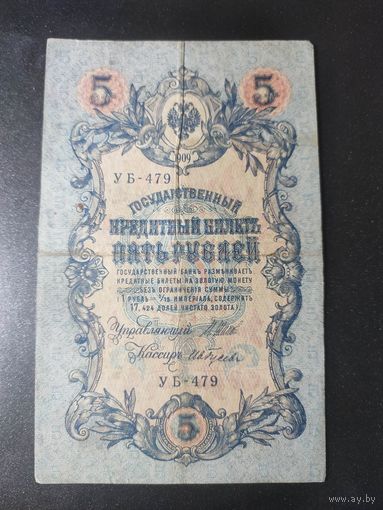 5 5
1909
УБ-479
ГОСУДАРСТВЕННЫЙ
КРЕДИТНЫЙ БИЛЕТЪ
ПЯТЬ РУБЛЕЙ
ГОСУДАРСТВЕННЫЙ БАНКЪ РАЗМѢНИВАЕТЪ
КРЕДИТНЫЕ БИЛЕТЫ НА ЗОЛОТУЮ МОНЕТУ
БЕЗЪ ОГРАНИЧЕНІЯ СУММЫ
(1 РУБЛЬ = 1/15 ИМПЕРІАЛА, СОДЕРЖИТЪ
17,424 ДОЛЕЙ ЧИСТАГО ЗОЛОТА)
Управляющій
Кассиръ
УБ-479
5
www.ay.by